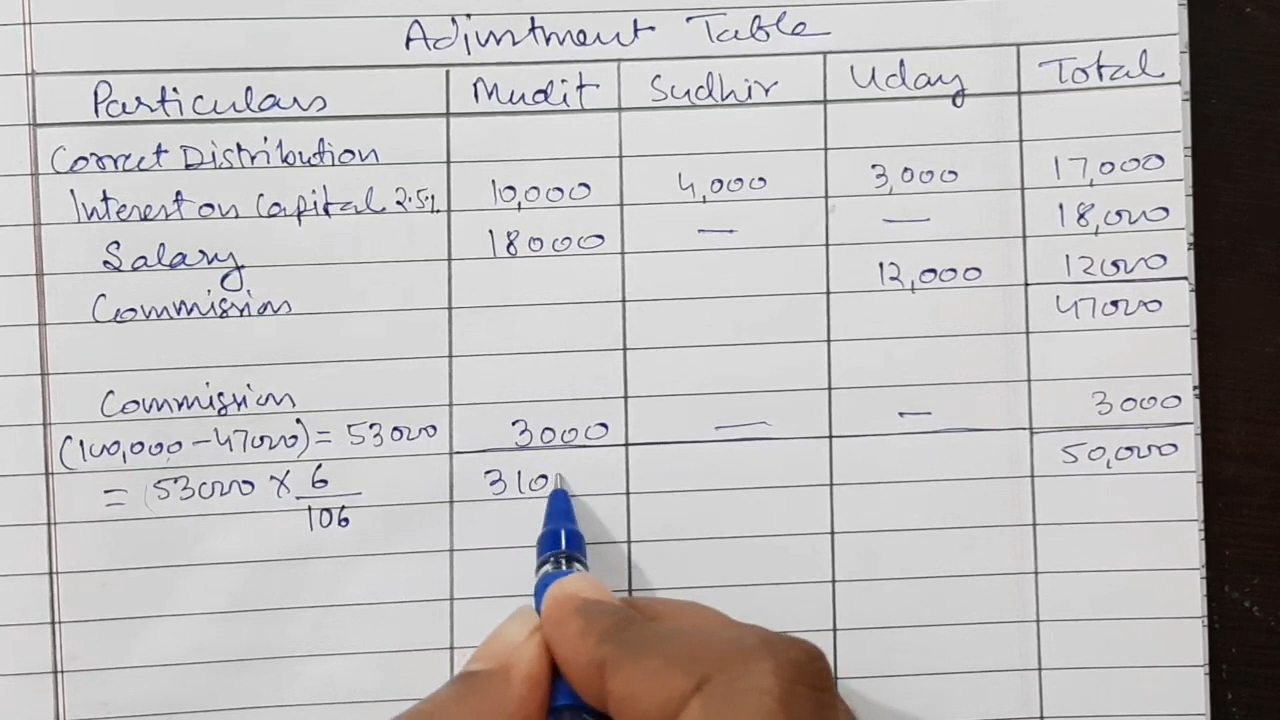 Adjustment Table
Particulars Mudit Sudhir Uday Total
Correct Distribution
Interest on Capital 2.5% 10,000 4,000 3,000 17,000
Salary 18000 — — 18,000
Commission 12,000 12000
47000
Commission
(100,000-47000) = 53000 3000 — — 3000
= 53000 × 6/106 310 50,000